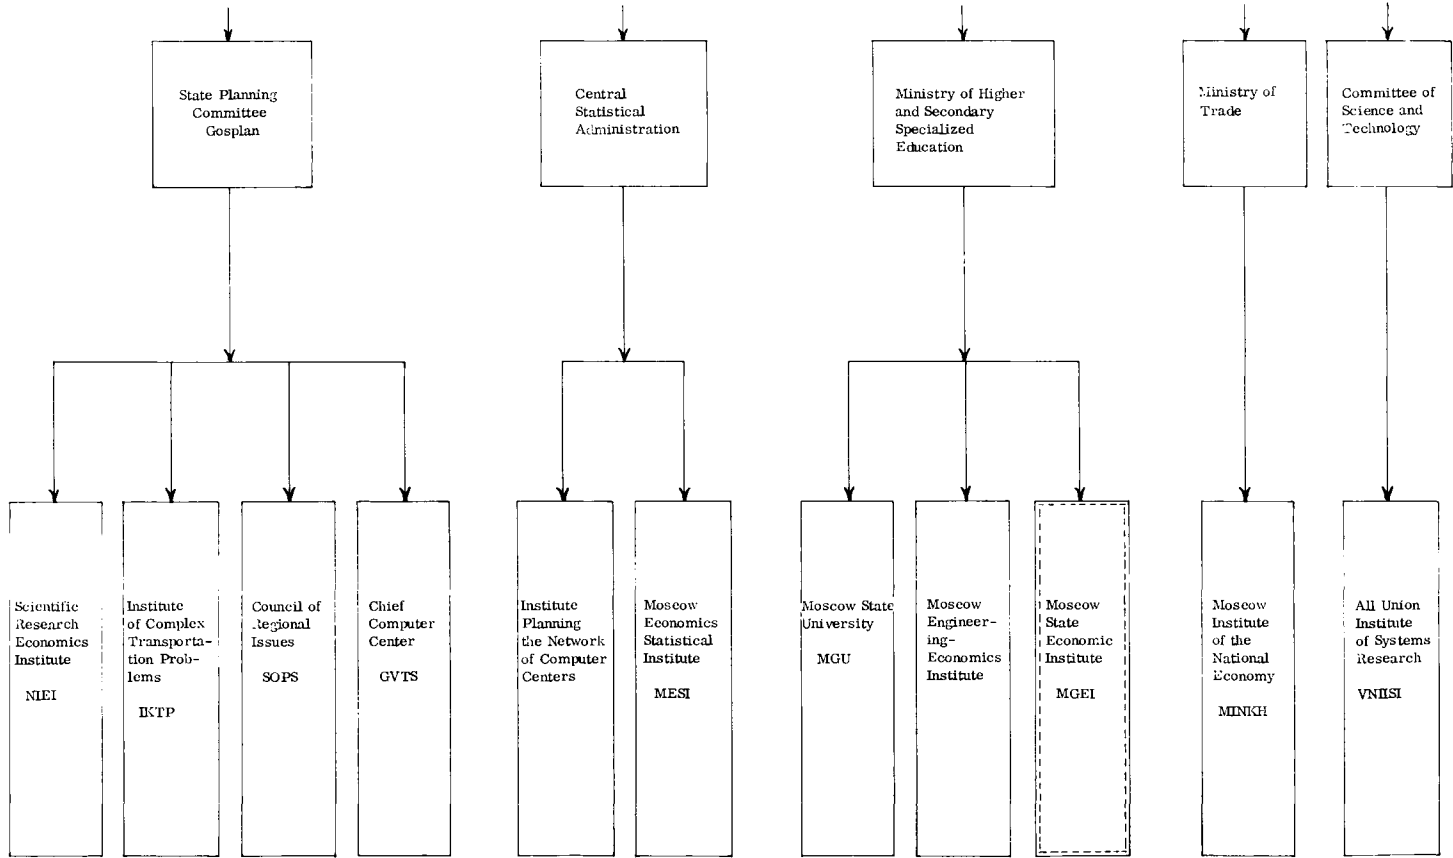 State Planning
Committee
Gosplan
Central
Statistical
Administration
Ministry of Higher
and Secondary
Specialized
Education
Ministry of
Trade
Committee of
Science and
Technology
Scientific
Research
Economics
Institute
NIEI
Institute
of Complex
Transporta-
tion Prob-
lems
IKTP
Council of
Regional
Issues
SOPS
Chief
Computer
Center
GVTS
Institute
Planning
the Network
of Computer
Centers
Moscow
Economics
Statistical
Institute
MESI
Moscow State
University
MGU
Moscow
Engineer-
ing-
Economics
Institute
Moscow
State
Economic
Institute
MGEI
Moscow
Institute
of the
National
Economy
MINKH
All Union
Institute
of Systems
Research
VNIISI